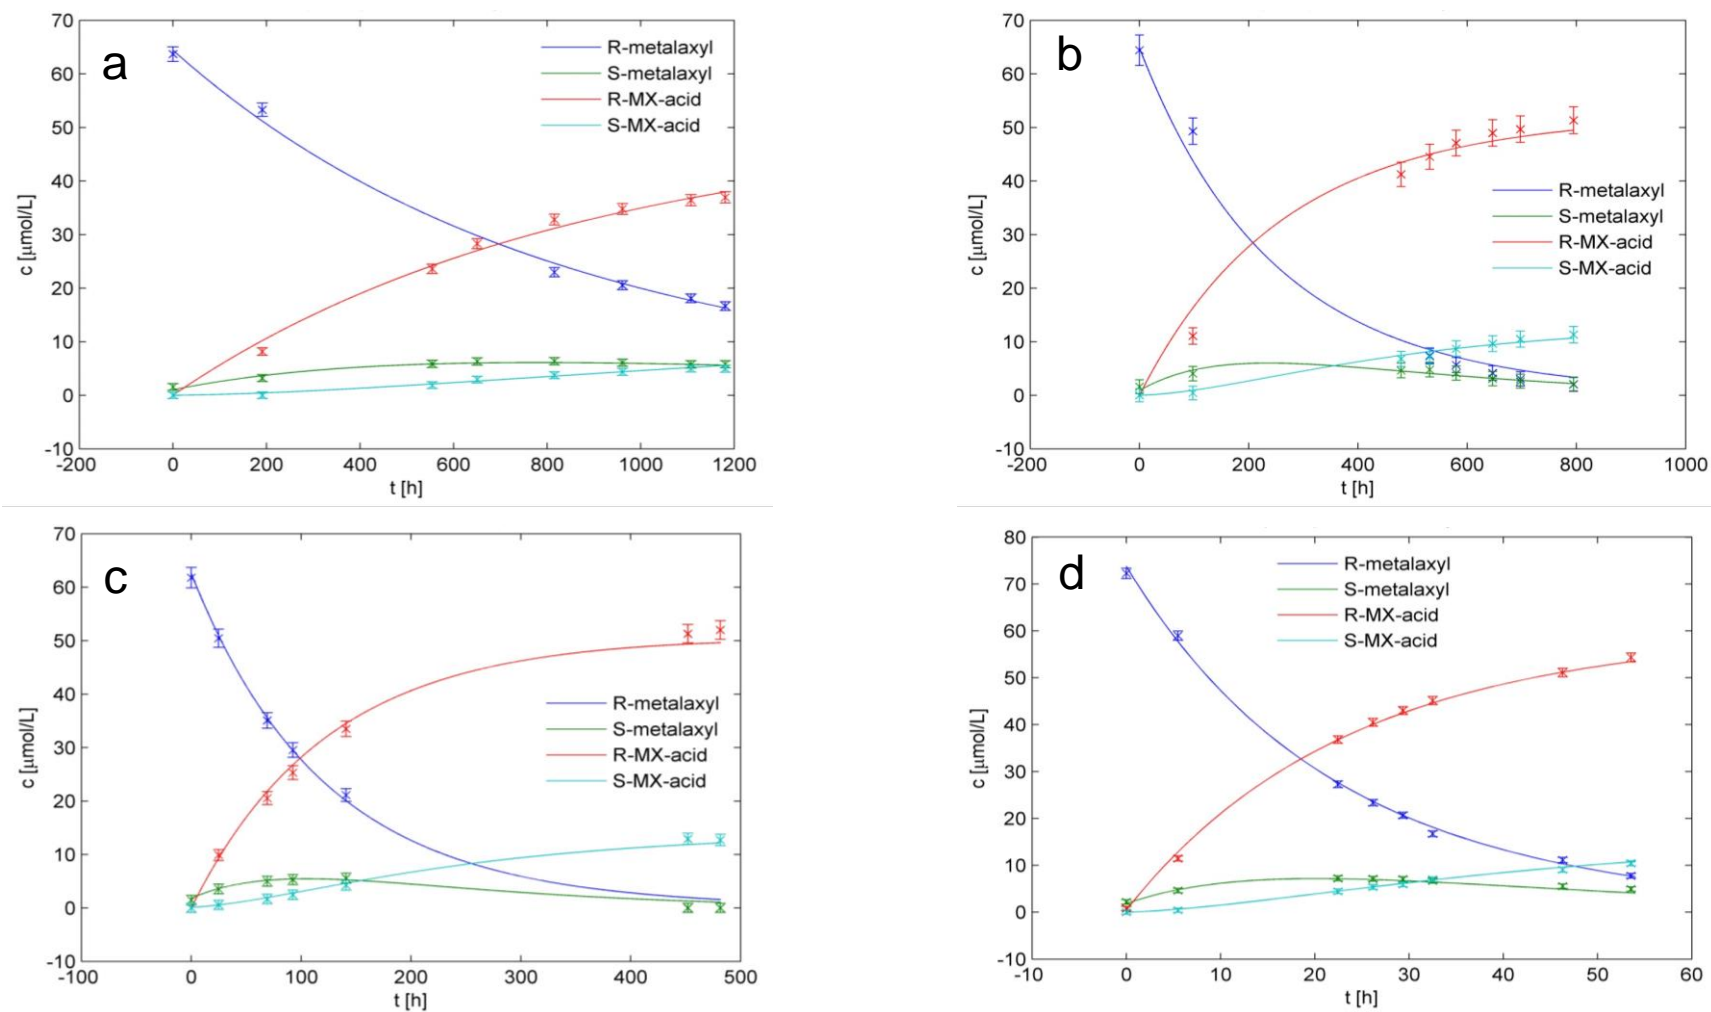 a
70
60
50
40
30
20
10
0
-10
c [µmol/L]
R-metalaxyl
S-metalaxyl
R-MX-acid
S-MX-acid
-200 0 200 400 600 800 1000 1200
t [h]
b
70
60
50
40
30
20
10
0
-10
c [µmol/L]
R-metalaxyl
S-metalaxyl
R-MX-acid
S-MX-acid
-200 0 200 400 600 800 1000
t [h]
c
70
60
50
40
30
20
10
0
-10
c [µmol/L]
R-metalaxyl
S-metalaxyl
R-MX-acid
S-MX-acid
-100 0 100 200 300 400 500
t [h]
d
80
70
60
50
40
30
20
10
0
-10
c [µmol/L]
R-metalaxyl
S-metalaxyl
R-MX-acid
S-MX-acid
-10 0 10 20 30 40 50 60
t [h]